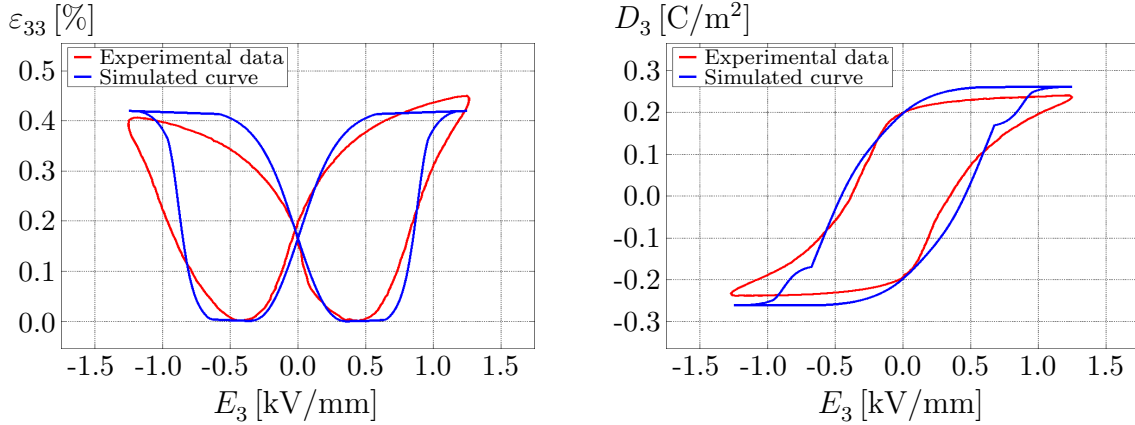 ε₃₃ [%]
Experimental data
Simulated curve
0.5
0.4
0.3
0.2
0.1
0.0
-1.5 -1.0 -0.5 0.0 0.5 1.0 1.5
E₃ [kV/mm]
D₃ [C/m²]
Experimental data
Simulated curve
0.3
0.2
0.1
0.0
-0.1
-0.2
-0.3
-1.5 -1.0 -0.5 0.0 0.5 1.0 1.5
E₃ [kV/mm]